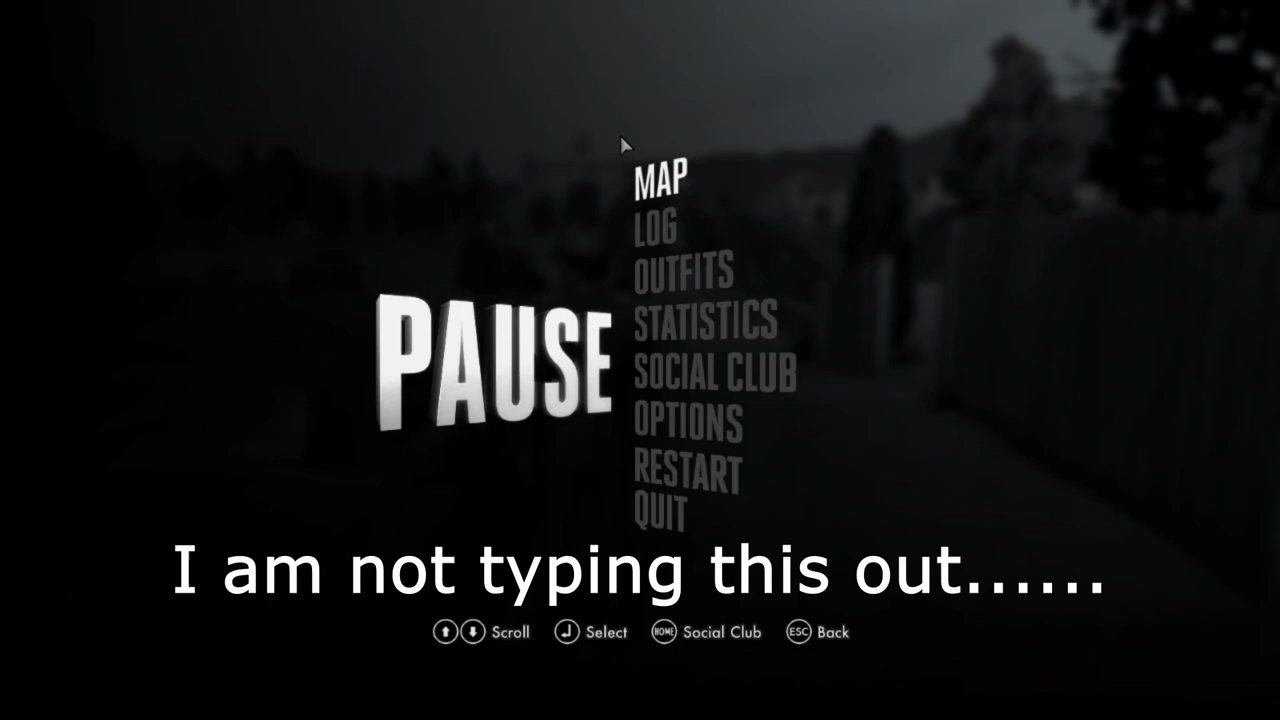 MAP
LOG
OUTFITS
STATISTICS
PAUSE
SOCIAL CLUB
OPTIONS
RESTART
QUIT
I am not typing this out......
Scroll Select HOME Social Club ESC Back